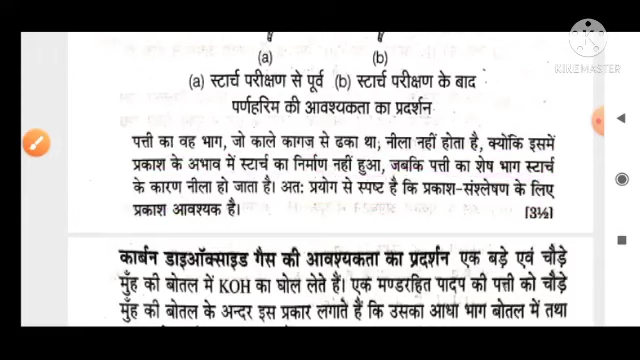 (a) (b)
(a) स्टार्च परीक्षण से पूर्व (b) स्टार्च परीक्षण के बाद
पर्णहरिम की आवश्यकता का प्रदर्शन
पत्ती का वह भाग, जो काले कागज से ढका था; नीला नहीं होता है, क्योंकि इसमें
प्रकाश के अभाव में स्टार्च का निर्माण नहीं हुआ, जबकि पत्ती का शेष भाग स्टार्च
के कारण नीला हो जाता है। अतः प्रयोग से स्पष्ट है कि प्रकाश-संश्लेषण के लिए
प्रकाश आवश्यक है। [3½]
कार्बन डाइऑक्साइड गैस की आवश्यकता का प्रदर्शन एक बड़े एवं चौड़े
मुँह की बोतल में KOH का घोल लेते हैं। एक मण्डरहित पादप की पत्ती को चौड़े
मुँह की बोतल के अन्दर इस प्रकार लगाते हैं कि उसका आधा भाग बोतल में तथा
KINEMASTER